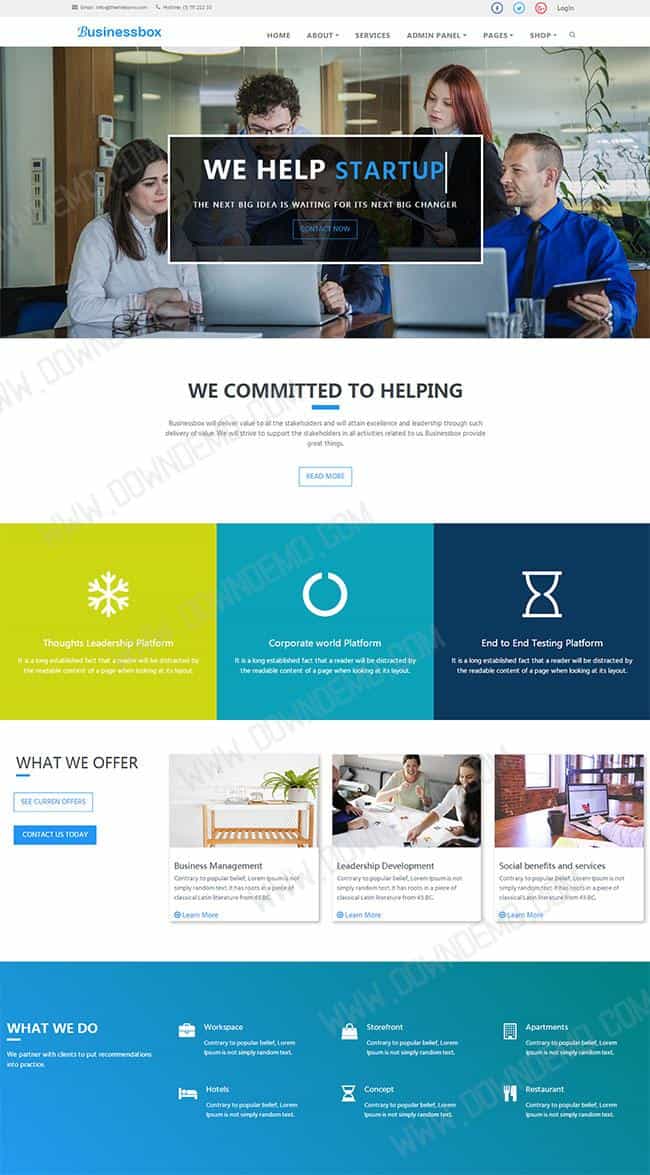 Login
Businessbox
HOME ABOUT SERVICES ADMIN PANEL PAGES SHOP
WE HELP STARTUP
THE NEXT BIG IDEA IS WAITING FOR ITS NEXT BIG CHANGER
CONTACT NOW
WE COMMITTED TO HELPING
Businessbox will deliver value to all the stakeholders and will attain excellence and leadership through such
delivery of value. We will strive to support the stakeholders in all activities related to us. Businessbox provide
great things.
READ MORE
Thoughts Leadership Platform
It is a long established fact that a reader will be distracted by
the readable content of a page when looking at its layout.
Corporate world Platform
It is a long established fact that a reader will be distracted by
the readable content of a page when looking at its layout.
End to End Testing Platform
It is a long established fact that a reader will be distracted by
the readable content of a page when looking at its layout.
WHAT WE OFFER
SEE CURREN OFFERS
CONTACT US TODAY
Business Management
Contrary to popular belief, Lorem Ipsum is not
simply random text. It has roots in a piece of
classical Latin literature from 45 BC.
Learn More
Leadership Development
Contrary to popular belief, Lorem Ipsum is not
simply random text. It has roots in a piece of
classical Latin literature from 45 BC.
Learn More
Social benefits and services
Contrary to popular belief, Lorem Ipsum is not
simply random text. It has roots in a piece of
classical Latin literature from 45 BC.
Learn More
WHAT WE DO
We partner with clients to put recommendations
into practice.
Workspace
Contrary to popular belief, Lorem
Ipsum is not simply random text.
Storefront
Contrary to popular belief, Lorem
Ipsum is not simply random text.
Apartments
Contrary to popular belief, Lorem
Ipsum is not simply random text.
Hotels
Contrary to popular belief, Lorem
Ipsum is not simply random text.
Concept
Contrary to popular belief, Lorem
Ipsum is not simply random text.
Restaurant
Contrary to popular belief, Lorem
Ipsum is not simply random text.
WWW.DOWNDEMO.COM